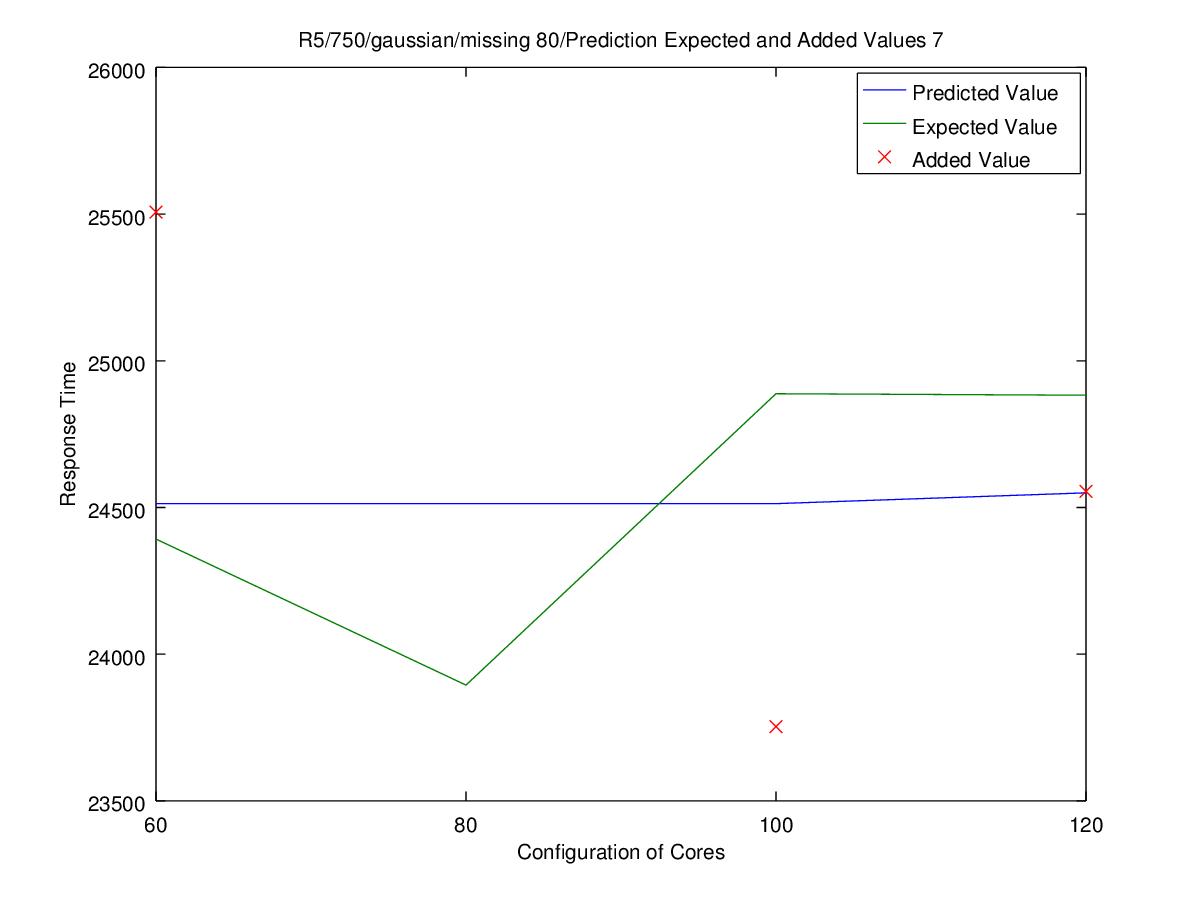 R5/750/gaussian/missing 80/Prediction Expected and Added Values 7
26000
25500
25000
24500
24000
23500
60
80
100
120
Response Time
Configuration of Cores
Predicted Value
Expected Value
Added Value